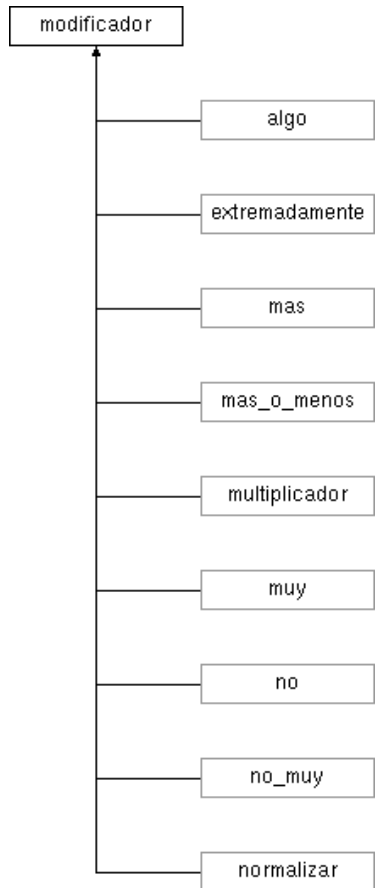 modificador
algo
extremadamente
mas
mas_o_menos
multiplicador
muy
no
no_muy
normalizar